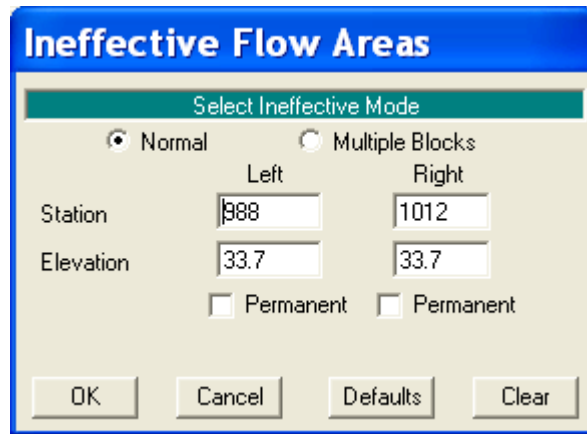 Ineffective Flow Areas
Select Ineffective Mode
Normal Multiple Blocks
Left Right
Station 988 1012
Elevation 33.7 33.7
Permanent Permanent
OK Cancel Defaults Clear